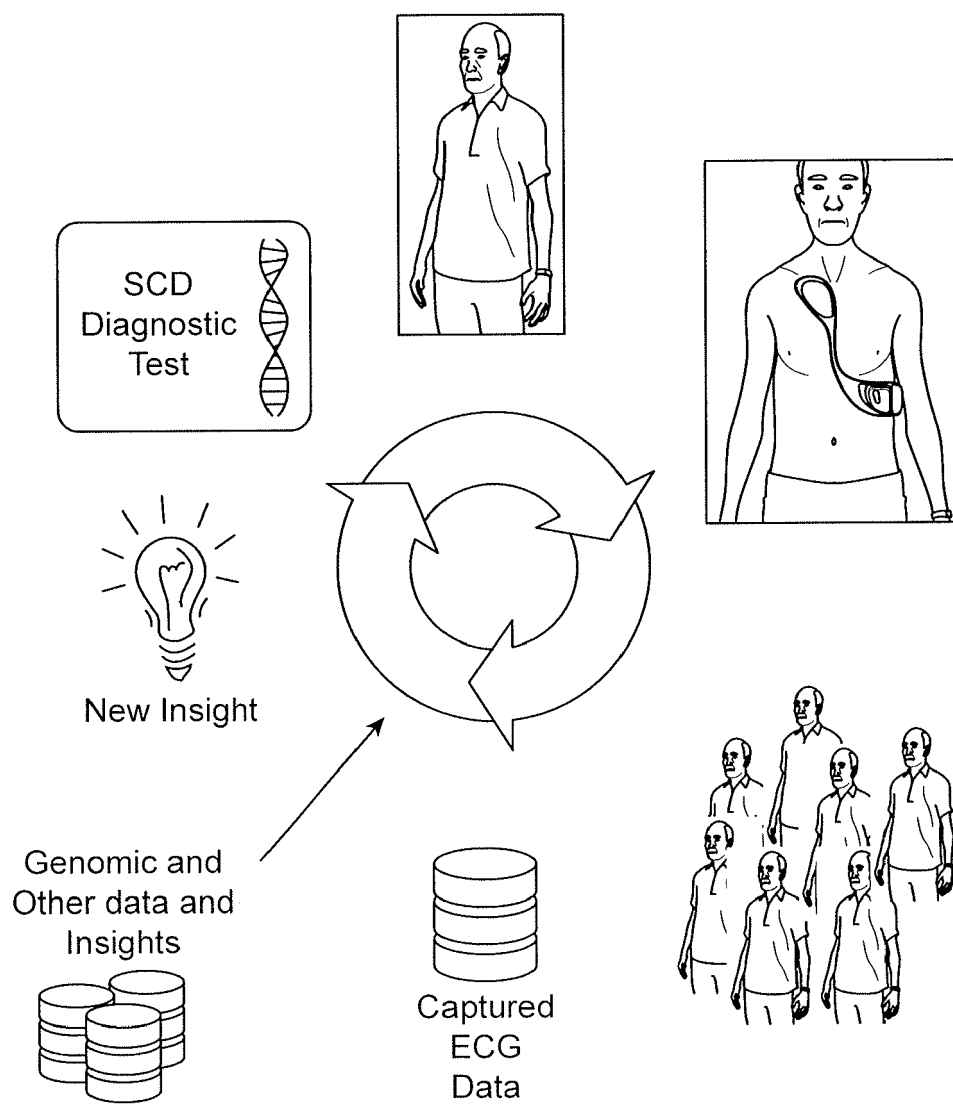 SCD
Diagnostic
Test
New Insight
Genomic and
Other data and
Insights
Captured
ECG
Data